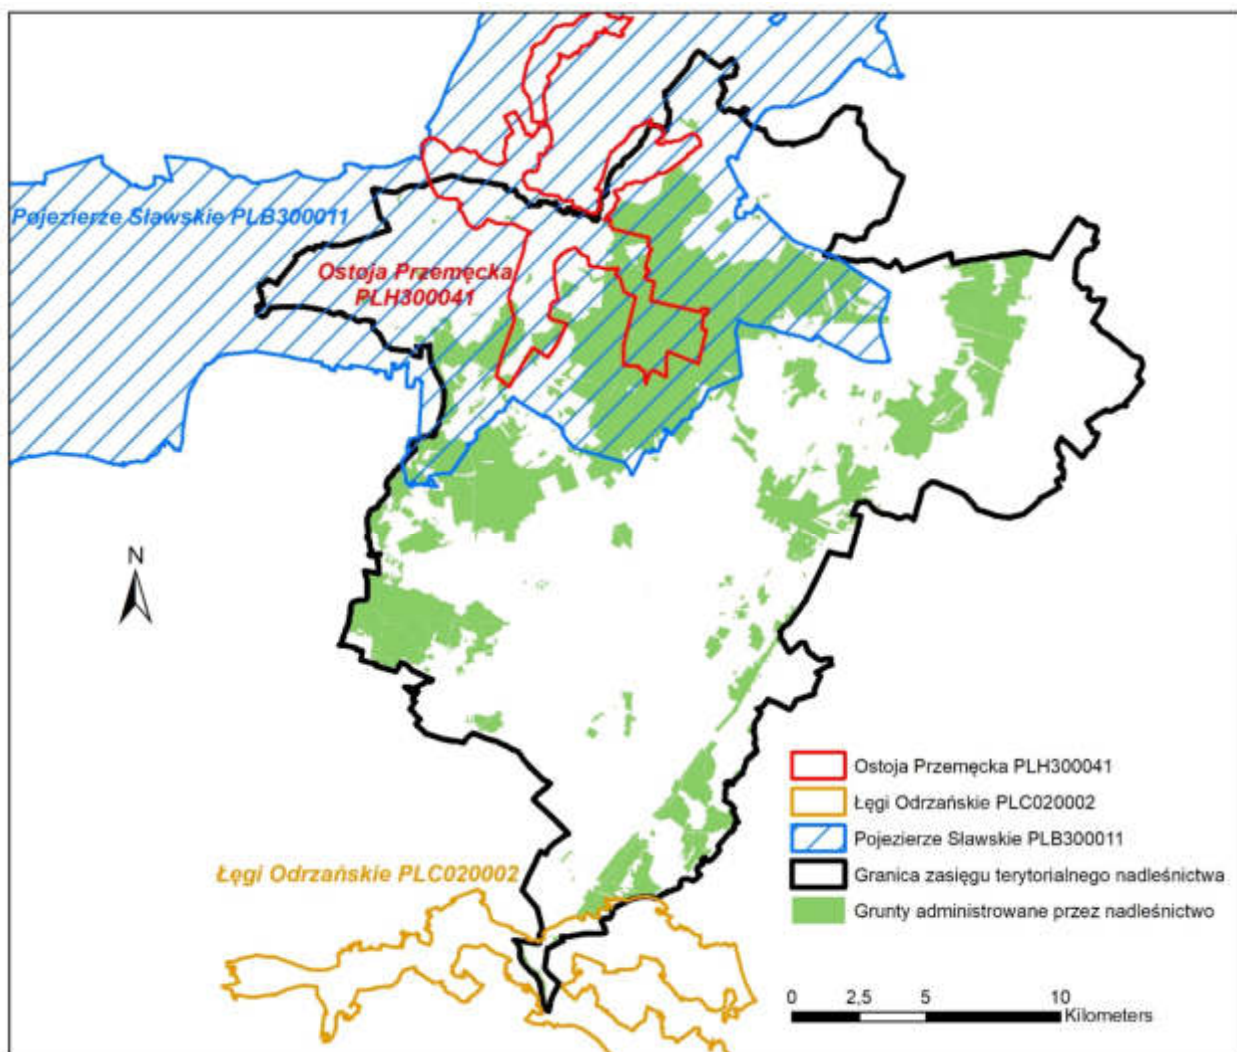 Pojezierze Sławskie PLB300011
Ostoja Przemęcka
PLH300041
N
Łęgi Odrzańskie PLC020002
Ostoja Przemęcka PLH300041
Łęgi Odrzańskie PLC020002
Pojezierze Sławskie PLB300011
Granica zasięgu terytorialnego nadleśnictwa
Grunty administrowane przez nadleśnictwo
0 2,5 5 10
Kilometers